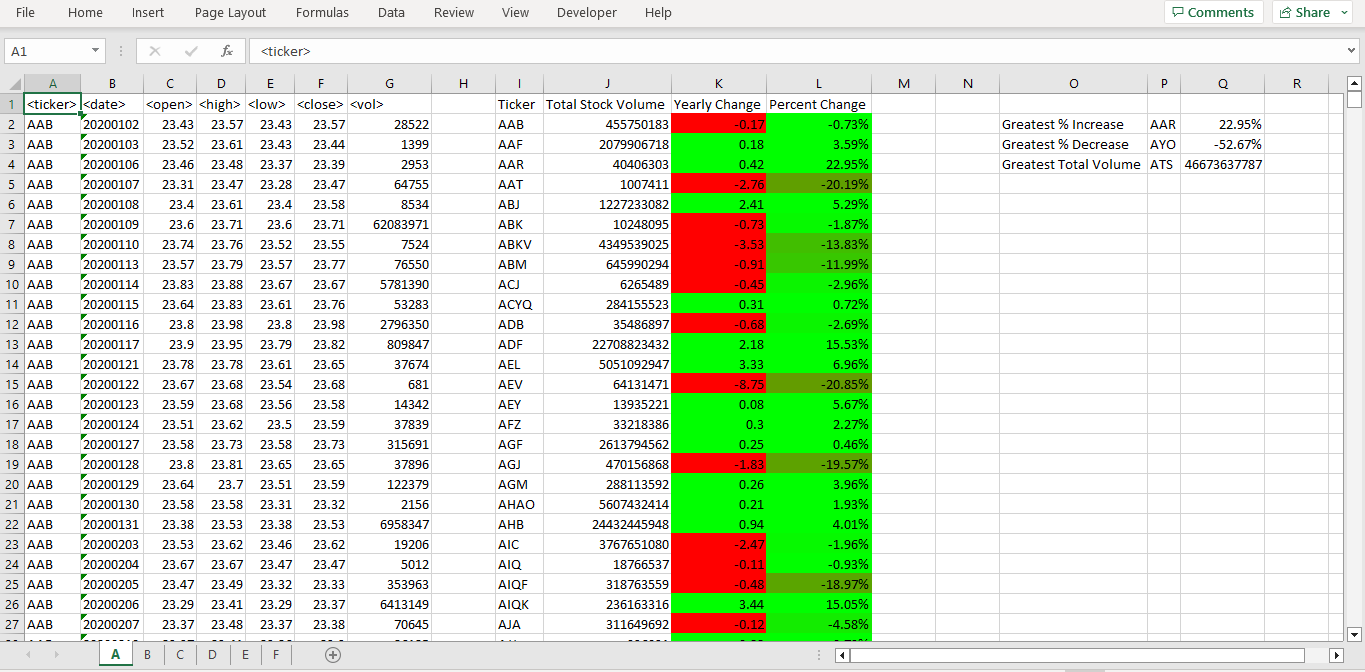 File Home Insert Page Layout Formulas Data Review View Developer Help Comments Share
A1 fx <ticker>
A B C D E F G H I J K L M N O P Q R
1 <ticker> <date> <open> <high> <low> <close> <vol> Ticker Total Stock Volume Yearly Change Percent Change
2 AAB 20200102 23.43 23.57 23.43 23.57 28522 AAB 455750183 -0.17 -0.73% Greatest % Increase AAR 22.95%
3 AAB 20200103 23.52 23.61 23.43 23.44 1399 AAF 2079906718 0.18 3.59% Greatest % Decrease AYO -52.67%
4 AAB 20200106 23.46 23.48 23.37 23.39 2953 AAR 40406303 0.42 22.95% Greatest Total Volume ATS 46673637787
5 AAB 20200107 23.31 23.47 23.28 23.47 64755 AAT 1007411 -2.76 -20.19%
6 AAB 20200108 23.4 23.61 23.4 23.58 8534 ABJ 1227233082 2.41 5.29%
7 AAB 20200109 23.6 23.71 23.6 23.71 62083971 ABK 10248095 -0.73 -1.87%
8 AAB 20200110 23.74 23.76 23.52 23.55 7524 ABKV 4349539025 -3.53 -13.83%
9 AAB 20200113 23.57 23.79 23.57 23.77 76550 ABM 645990294 -0.91 -11.99%
10 AAB 20200114 23.83 23.88 23.67 23.67 5781390 ACJ 6265489 -0.45 -2.96%
11 AAB 20200115 23.64 23.83 23.61 23.76 53283 ACYQ 284155523 0.31 0.72%
12 AAB 20200116 23.8 23.98 23.8 23.98 2796350 ADB 35486897 -0.68 -2.69%
13 AAB 20200117 23.9 23.95 23.79 23.82 809847 ADF 22708823432 2.18 15.53%
14 AAB 20200121 23.78 23.78 23.61 23.65 37674 AEL 5051092947 3.33 6.96%
15 AAB 20200122 23.67 23.68 23.54 23.68 681 AEV 64131471 -8.75 -20.85%
16 AAB 20200123 23.59 23.68 23.56 23.58 14342 AEY 13935221 0.08 5.67%
17 AAB 20200124 23.51 23.62 23.5 23.59 37839 AFZ 33218386 0.3 2.27%
18 AAB 20200127 23.58 23.73 23.58 23.73 315691 AGF 2613794562 0.25 0.46%
19 AAB 20200128 23.8 23.81 23.65 23.65 37896 AGJ 470156868 -1.83 -19.57%
20 AAB 20200129 23.64 23.7 23.51 23.59 122379 AGM 288113592 0.26 3.96%
21 AAB 20200130 23.58 23.58 23.31 23.32 2156 AHAO 5607432414 0.21 1.93%
22 AAB 20200131 23.38 23.53 23.38 23.53 6958347 AHB 24432445948 0.94 4.01%
23 AAB 20200203 23.53 23.62 23.46 23.62 19206 AIC 3767651080 -2.47 -1.96%
24 AAB 20200204 23.67 23.67 23.47 23.47 5012 AIQ 18766537 -0.11 -0.93%
25 AAB 20200205 23.47 23.49 23.32 23.33 353963 AIQF 318763559 -0.48 -18.97%
26 AAB 20200206 23.29 23.41 23.29 23.37 6413149 AIQK 236163316 3.44 15.05%
27 AAB 20200207 23.37 23.48 23.37 23.38 70645 AJA 311649692 -0.12 -4.58%
A B C D E F